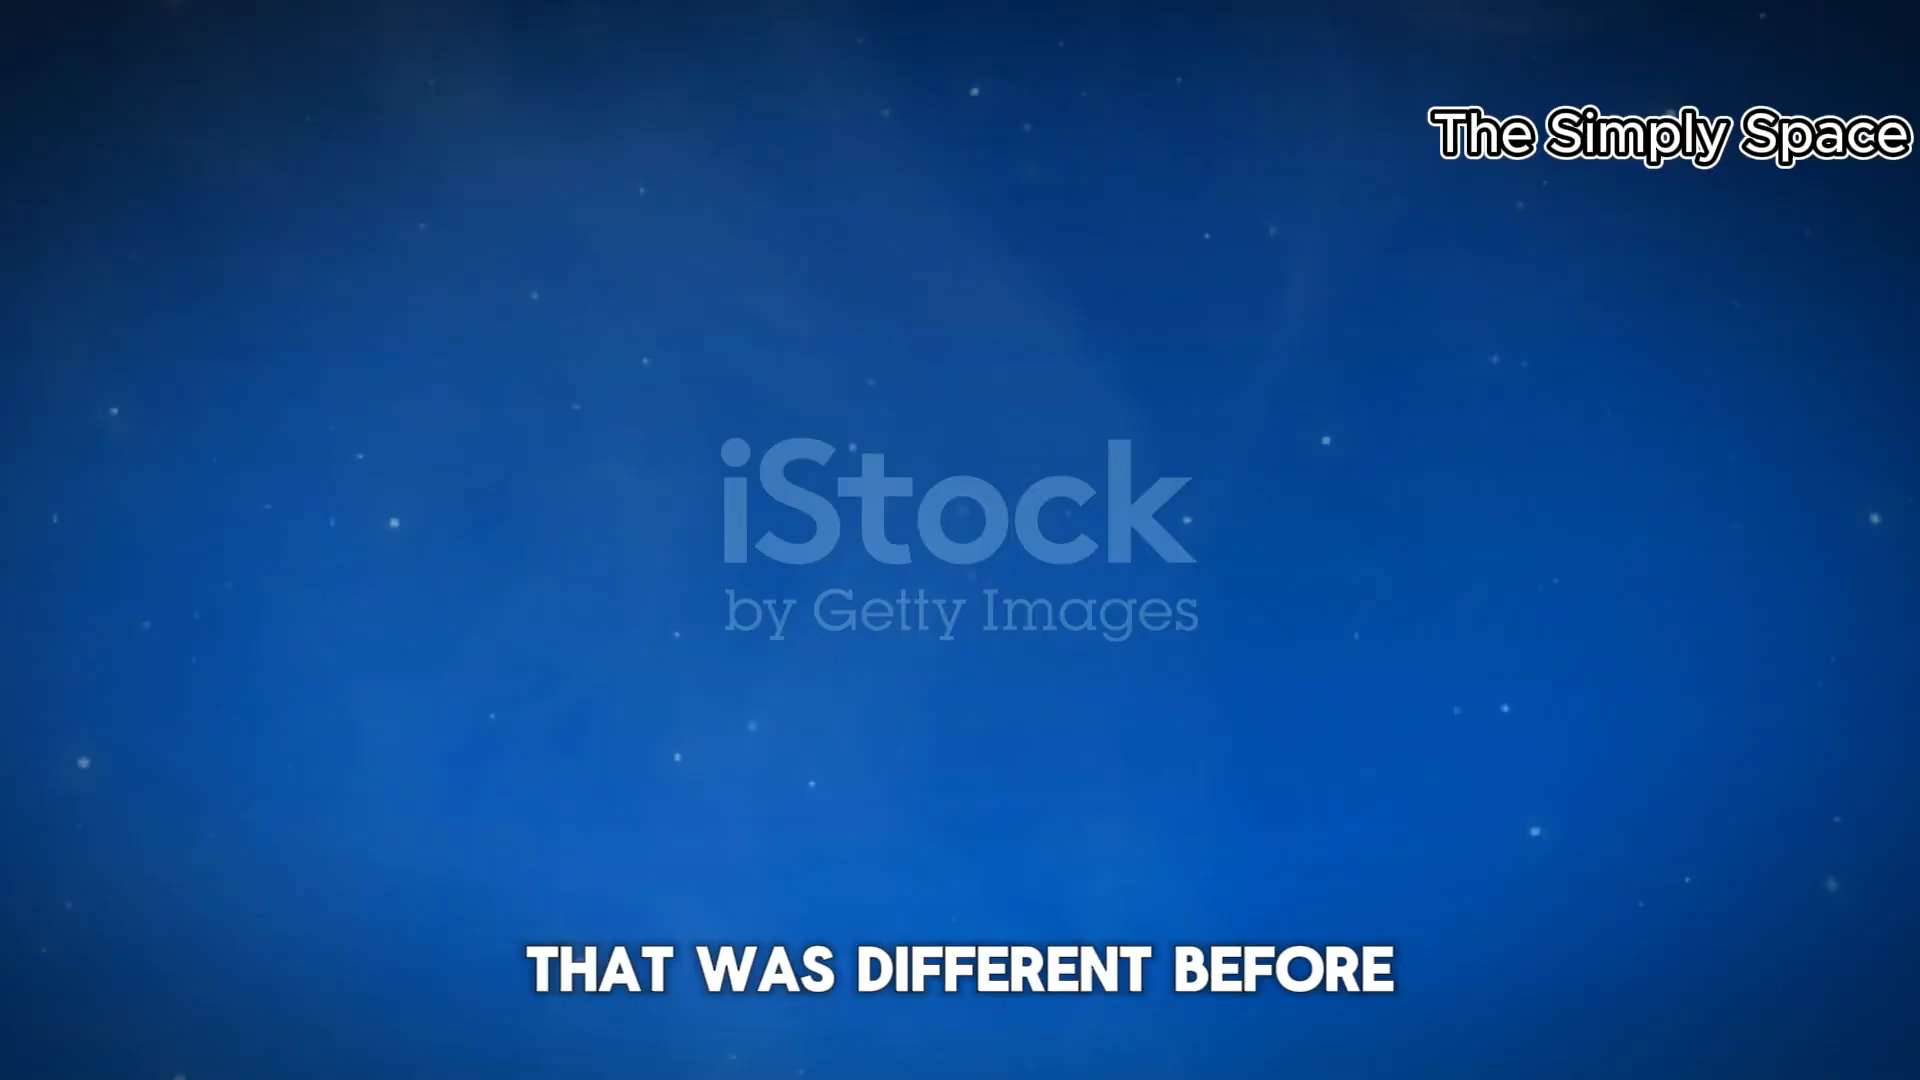 The Simply Space
iStock
by Getty Images
THAT WAS DIFFERENT BEFORE